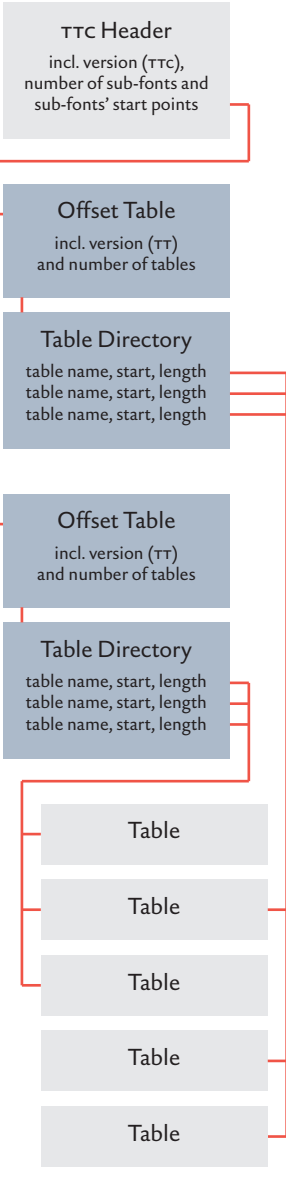 TTC Header
incl. version (TTC),
number of sub-fonts and
sub-fonts’ start points
Offset Table
incl. version (TT)
and number of tables
Table Directory
table name, start, length
table name, start, length
table name, start, length
Offset Table
incl. version (TT)
and number of tables
Table Directory
table name, start, length
table name, start, length
table name, start, length
Table
Table
Table
Table
Table